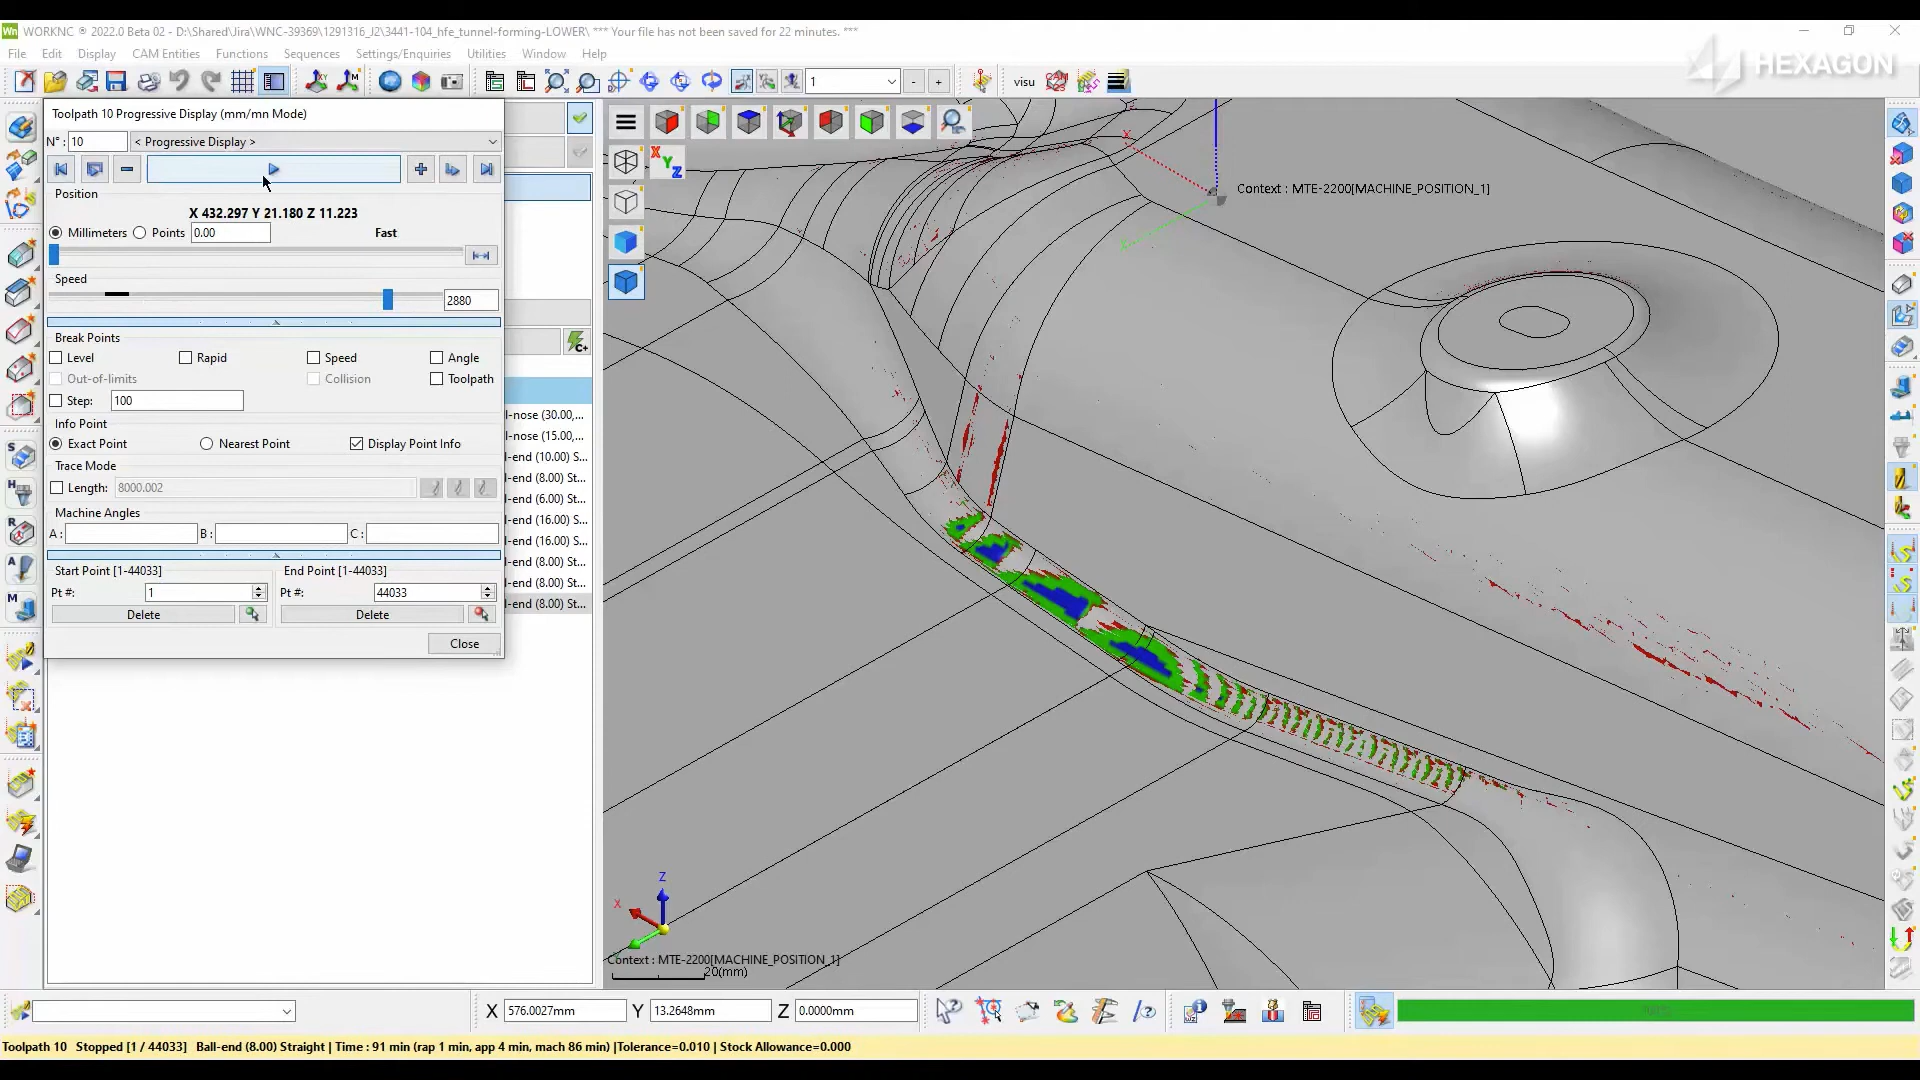 WORKNC ® 2022.0 Beta 02 - D:\Shared\Jira\WNC-39369\1291316_J2\3441-104_hfe_tunnel-forming-LOWER\ *** Your file has not been saved for 22 minutes. ***
File Edit Display CAM Entities Functions Sequences Settings/Enquiries Utilities Window Help
HEXAGON
1 - + visu
Toolpath 10 Progressive Display (mm/mn Mode)
N° : 10 < Progressive Display >
Position
X 432.297 Y 21.180 Z 11.223
Millimeters Points 0.00 Fast
Speed
2880
Break Points
Level Rapid Speed Angle
Out-of-limits Collision Toolpath
Step: 100
Info Point
Exact Point Nearest Point Display Point Info
Trace Mode
Length: 8000.002
Machine Angles
A : B : C :
Start Point [1-44033] End Point [1-44033]
Pt #: 1 Pt #: 44033
Delete Delete
Close
l-nose (30.00,...
l-nose (15.00,...
l-end (10.00) S...
l-end (8.00) St...
l-end (6.00) St...
l-end (16.00) S...
l-end (16.00) S...
l-end (8.00) St...
l-end (8.00) St...
l-end (8.00) St...
X Y Z
Context : MTE-2200[MACHINE_POSITION_1]
Z
X
Context : MTE-2200[MACHINE_POSITION_1]
20(mm)
X 576.0027mm Y 13.2648mm Z 0.0000mm
Toolpath 10 Stopped [1 / 44033] Ball-end (8.00) Straight | Time : 91 min (rap 1 min, app 4 min, mach 86 min) |Tolerance=0.010 | Stock Allowance=0.000